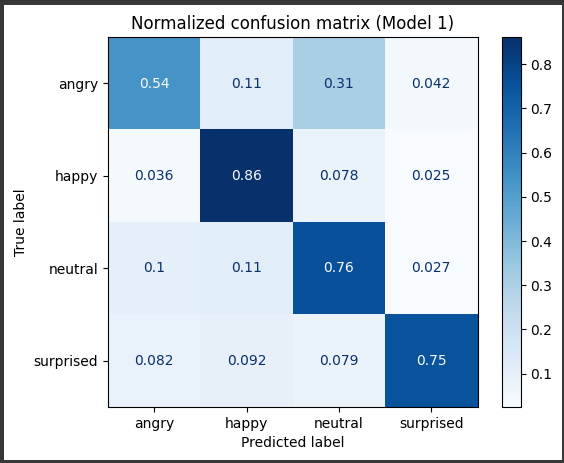 Normalized confusion matrix (Model 1)
angry 0.54 0.11 0.31 0.042
happy 0.036 0.86 0.078 0.025
neutral 0.1 0.11 0.76 0.027
surprised 0.082 0.092 0.079 0.75
angry happy neutral surprised
Predicted label
True label
0.8
0.7
0.6
0.5
0.4
0.3
0.2
0.1